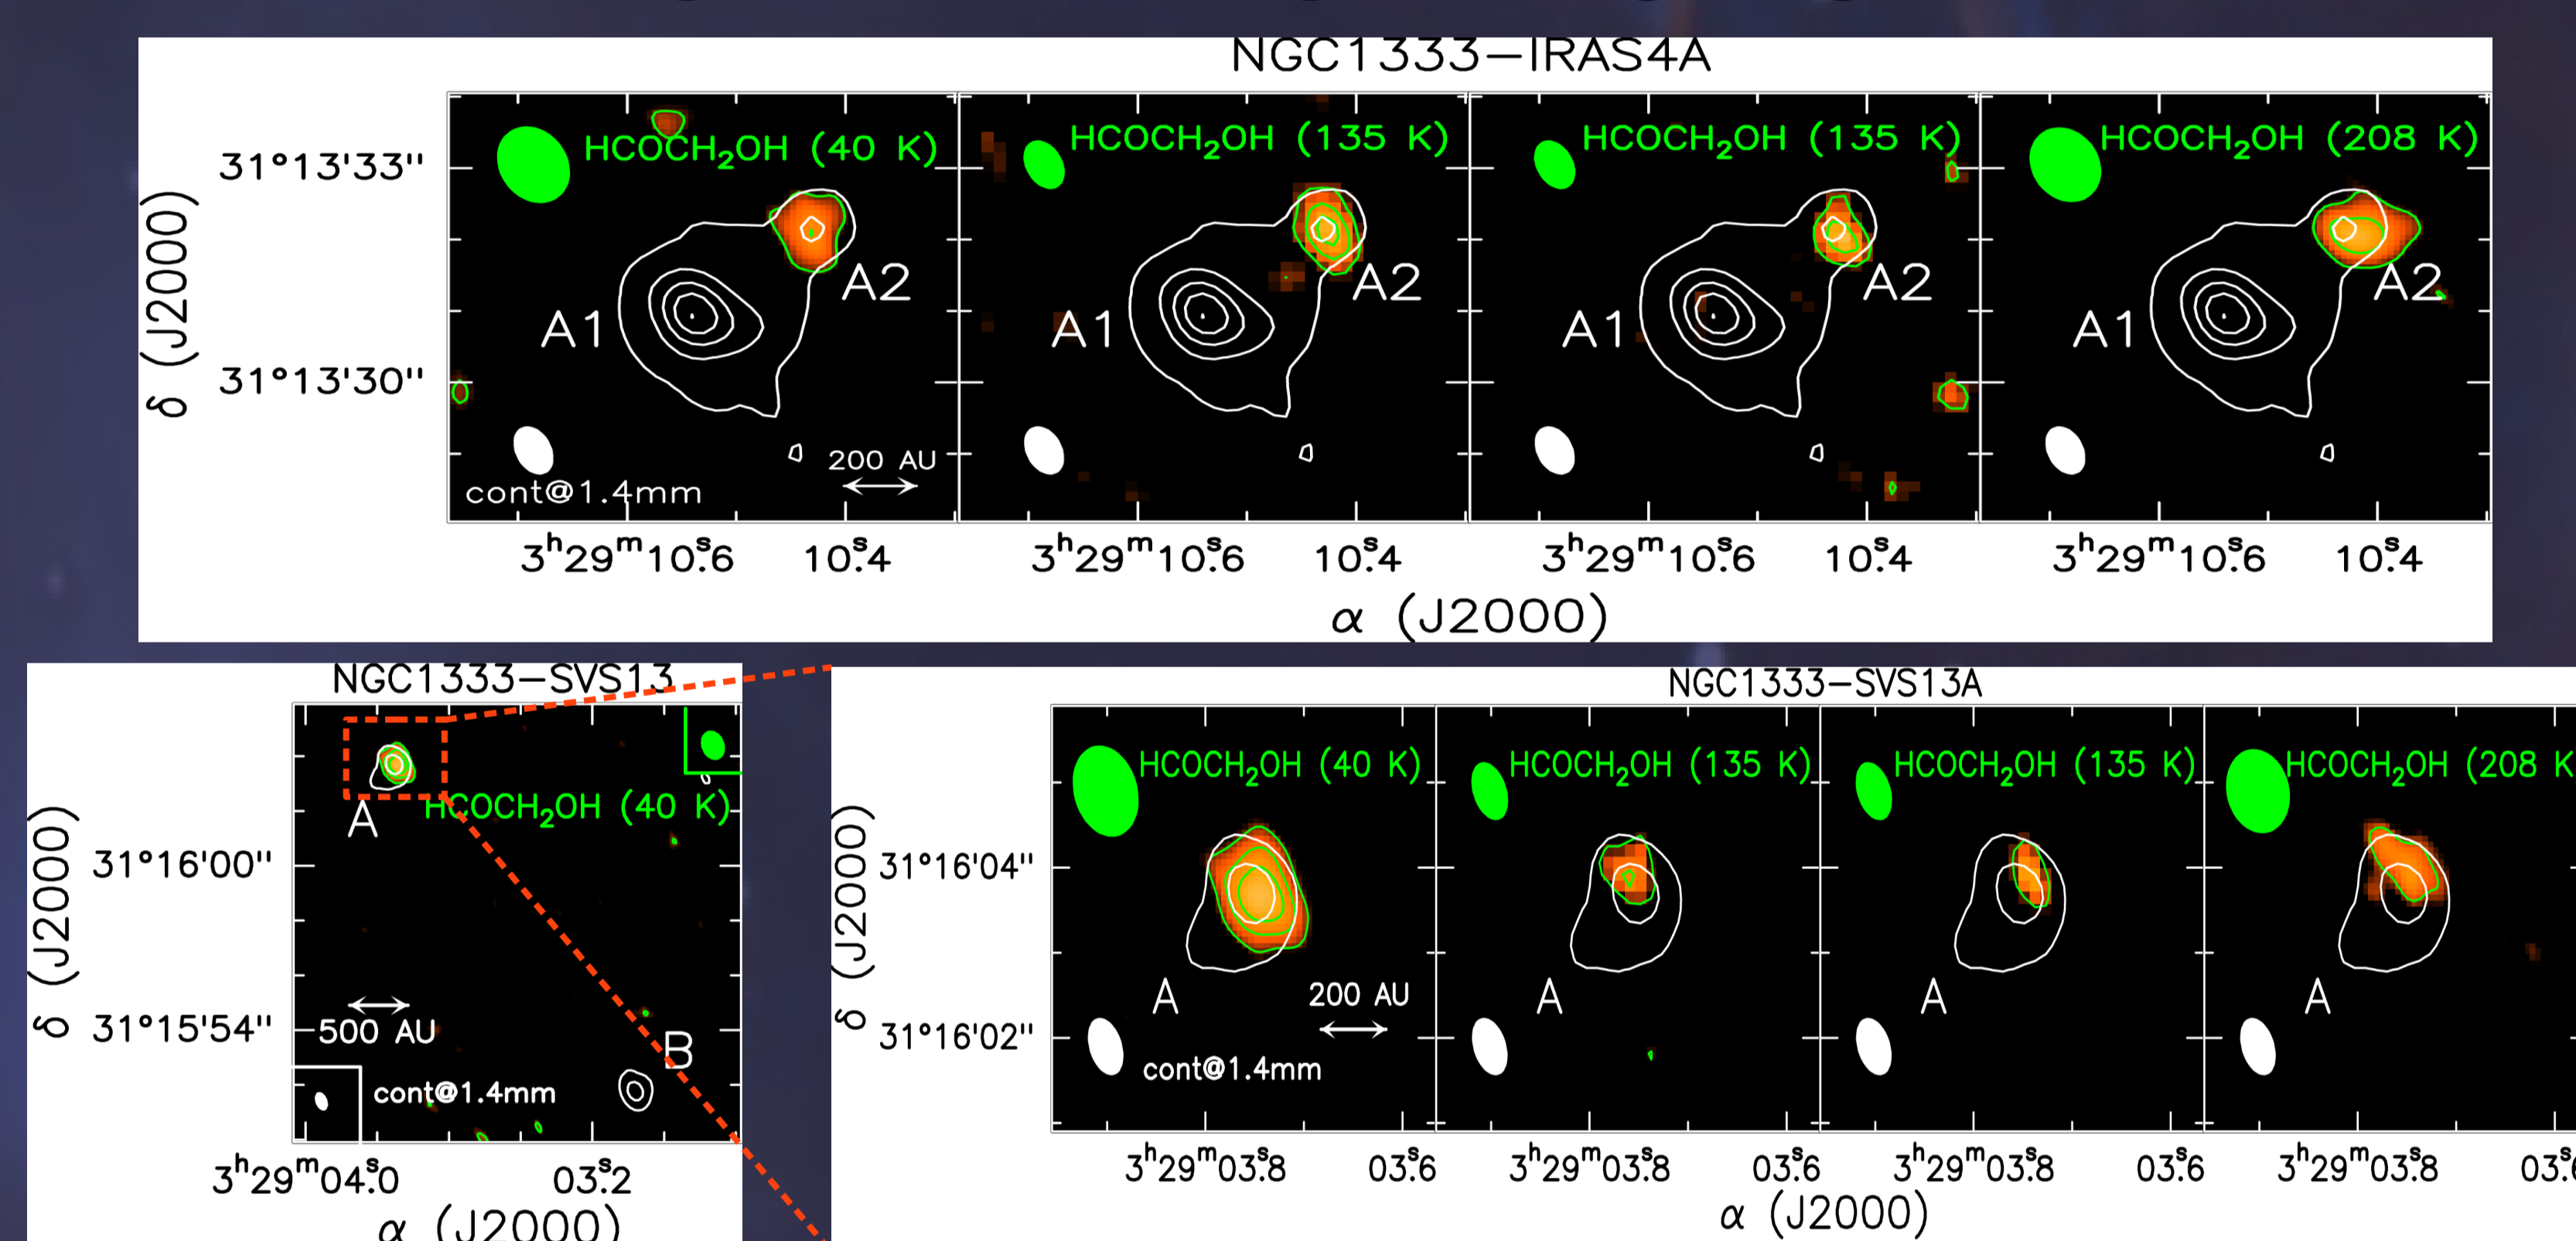 NGC1333-IRAS4A
HCOCH₂OH (40 K)
HCOCH₂OH (135 K)
HCOCH₂OH (135 K)
HCOCH₂OH (208 K)
31°13'33"
31°13'30"
δ (J2000)
A1
A2
A1
A2
A1
A2
A1
A2
200 AU
cont@1.4mm
3ʰ29ᵐ10ˢ.6
10ˢ.4
3ʰ29ᵐ10ˢ.6
10ˢ.4
3ʰ29ᵐ10ˢ.6
10ˢ.4
3ʰ29ᵐ10ˢ.6
10ˢ.4
α (J2000)
NGC1333-SVS13
A
HCOCH₂OH (40 K)
31°16'00"
31°15'54"
δ (J2000)
500 AU
B
cont@1.4mm
3ʰ29ᵐ04ˢ.0
03ˢ.2
α (J2000)
NGC1333-SVS13A
HCOCH₂OH (40 K)
HCOCH₂OH (135 K)
HCOCH₂OH (135 K)
HCOCH₂OH (208 K
31°16'04"
31°16'02"
δ (J2000)
A
A
A
A
200 AU
cont@1.4mm
3ʰ29ᵐ03ˢ.8
03ˢ.6
3ʰ29ᵐ03ˢ.8
03ˢ.6
3ʰ29ᵐ03ˢ.8
03ˢ.6
3ʰ29ᵐ03ˢ.8
α (J2000)